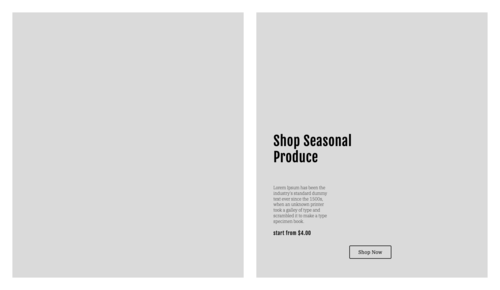 Shop Seasonal
Produce
Lorem Ipsum has been the
industry's standard dummy
text ever since the 1500s,
when an unknown printer
took a galley of type and
scrambled it to make a type
specimen book.
start from $4.00
Shop Now